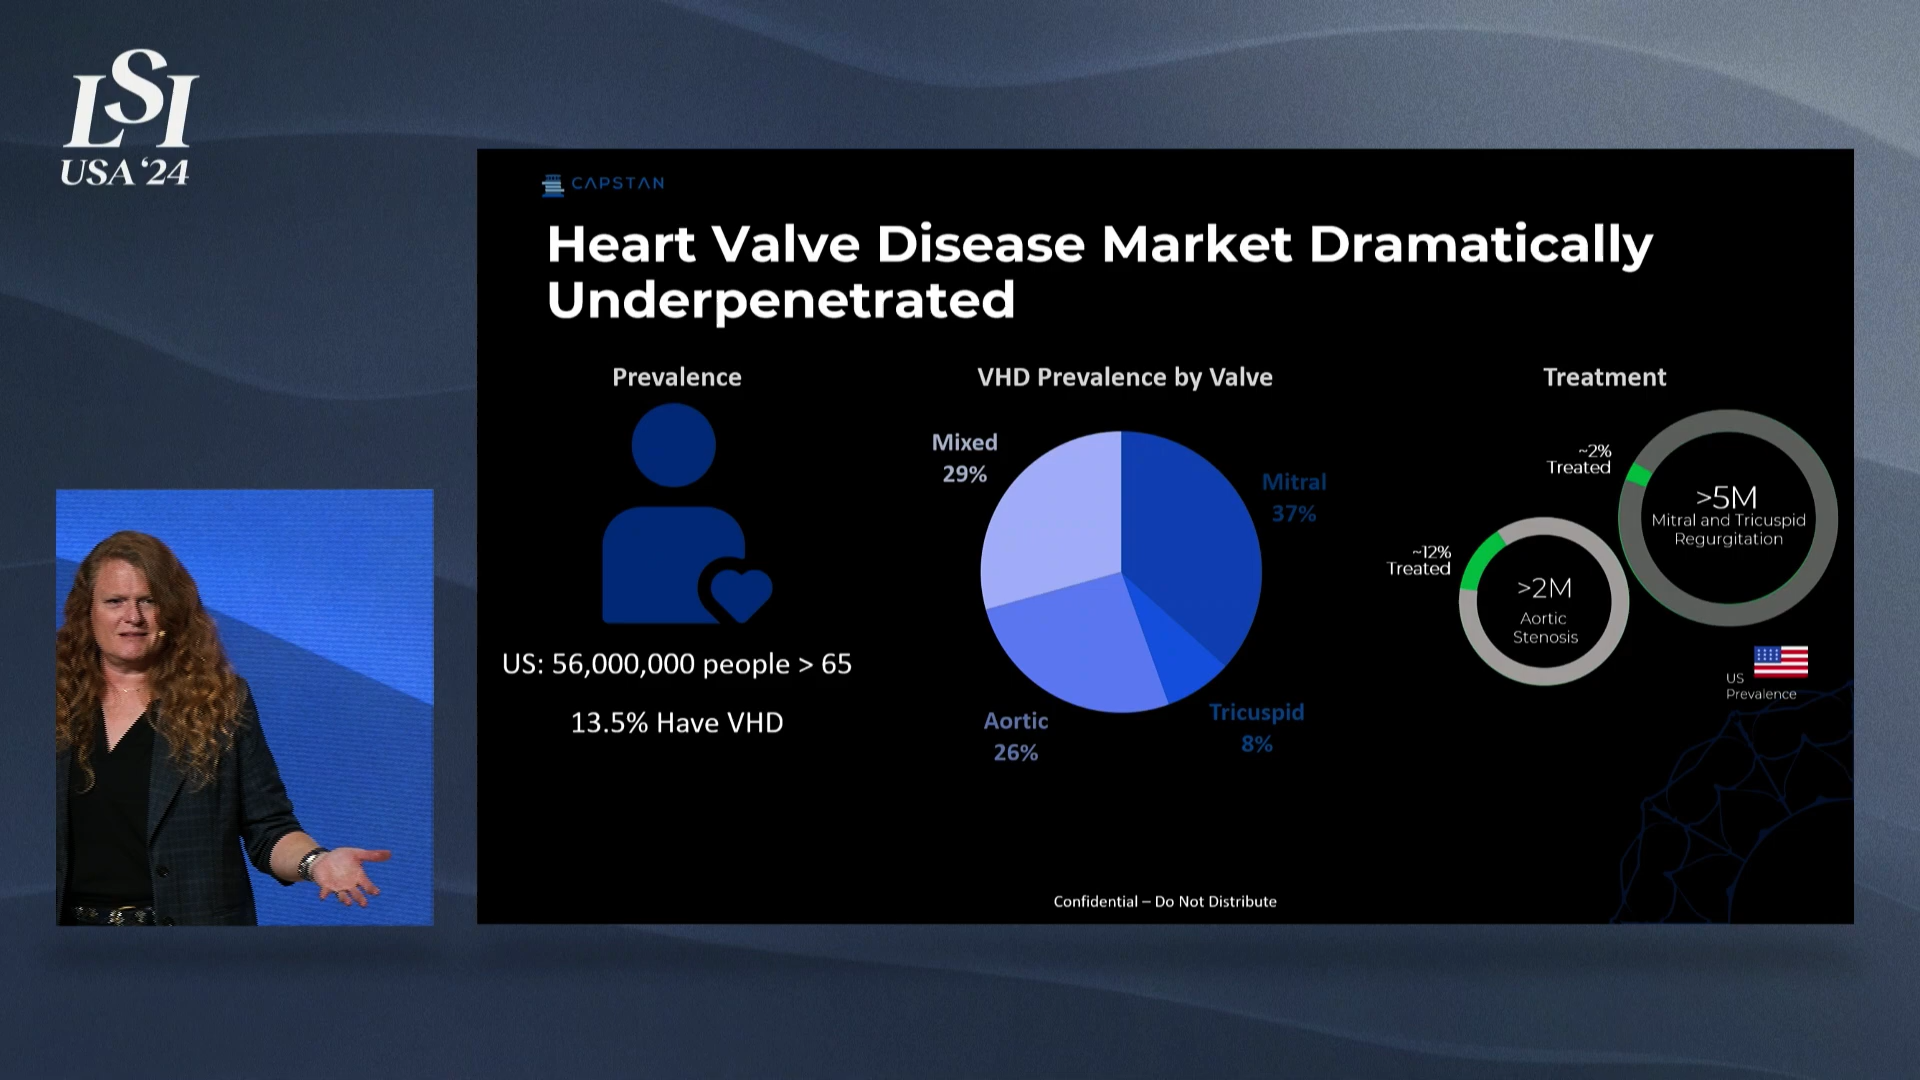 LSI
USA '24
CAPSTAN
Heart Valve Disease Market Dramatically
Underpenetrated
Prevalence
US: 56,000,000 people > 65
13.5% Have VHD
VHD Prevalence by Valve
Mixed
29%
Mitral
37%
Aortic
26%
Tricuspid
8%
Treatment
~2%
Treated
>5M
Mitral and Tricuspid
Regurgitation
~12%
Treated
>2M
Aortic
Stenosis
US
Prevalence
Confidential – Do Not Distribute